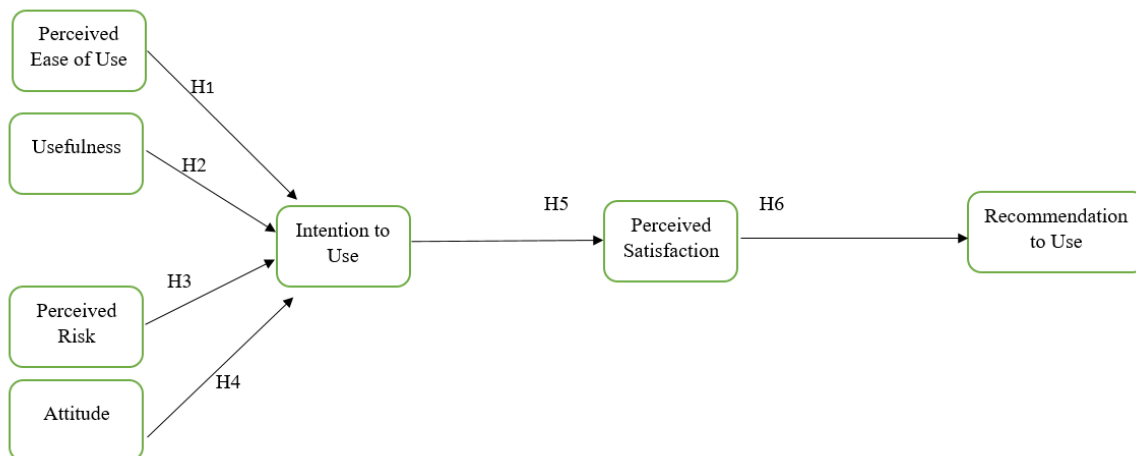 Perceived
Ease of Use
H1
Usefulness
H2
Intention to
Use
H3
Perceived
Risk
H4
Attitude
H5
Perceived
Satisfaction
H6
Recommendation
to Use